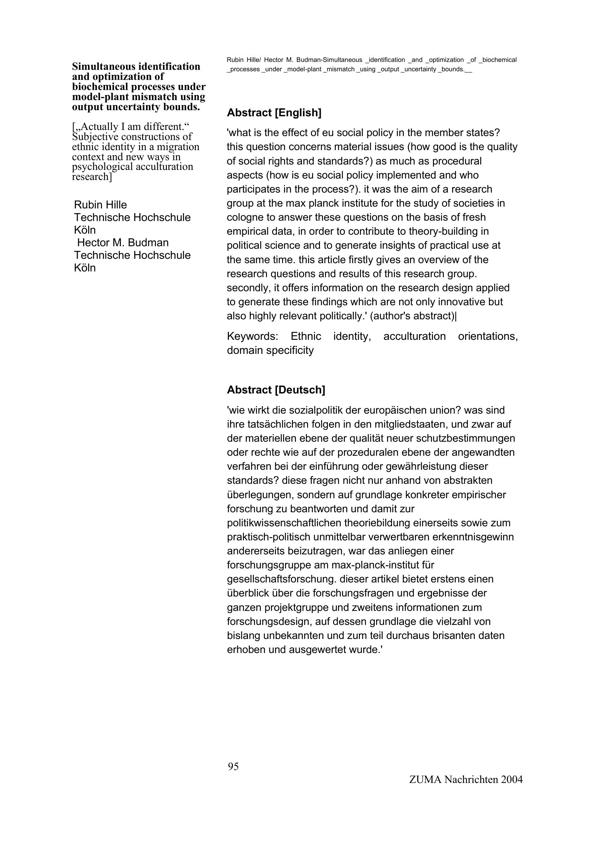 Rubin Hille/ Hector M. Budman-Simultaneous _identification _and _optimization _of _biochemical
_processes _under _model-plant _mismatch _using _output _uncertainty _bounds.__
Simultaneous identification
and optimization of
biochemical processes under
model-plant mismatch using
output uncertainty bounds.
[„Actually I am different.“
Subjective constructions of
ethnic identity in a migration
context and new ways in
psychological acculturation
research]
Rubin Hille
Technische Hochschule
Köln
Hector M. Budman
Technische Hochschule
Köln
Abstract [English]
'what is the effect of eu social policy in the member states?
this question concerns material issues (how good is the quality
of social rights and standards?) as much as procedural
aspects (how is eu social policy implemented and who
participates in the process?). it was the aim of a research
group at the max planck institute for the study of societies in
cologne to answer these questions on the basis of fresh
empirical data, in order to contribute to theory-building in
political science and to generate insights of practical use at
the same time. this article firstly gives an overview of the
research questions and results of this research group.
secondly, it offers information on the research design applied
to generate these findings which are not only innovative but
also highly relevant politically.' (author's abstract)|
Keywords: Ethnic identity, acculturation orientations,
domain specificity
Abstract [Deutsch]
'wie wirkt die sozialpolitik der europäischen union? was sind
ihre tatsächlichen folgen in den mitgliedstaaten, und zwar auf
der materiellen ebene der qualität neuer schutzbestimmungen
oder rechte wie auf der prozeduralen ebene der angewandten
verfahren bei der einführung oder gewährleistung dieser
standards? diese fragen nicht nur anhand von abstrakten
überlegungen, sondern auf grundlage konkreter empirischer
forschung zu beantworten und damit zur
politikwissenschaftlichen theoriebildung einerseits sowie zum
praktisch-politisch unmittelbar verwertbaren erkenntnisgewinn
andererseits beizutragen, war das anliegen einer
forschungsgruppe am max-planck-institut für
gesellschaftsforschung. dieser artikel bietet erstens einen
überblick über die forschungsfragen und ergebnisse der
ganzen projektgruppe und zweitens informationen zum
forschungsdesign, auf dessen grundlage die vielzahl von
bislang unbekannten und zum teil durchaus brisanten daten
erhoben und ausgewertet wurde.'
95
ZUMA Nachrichten 2004